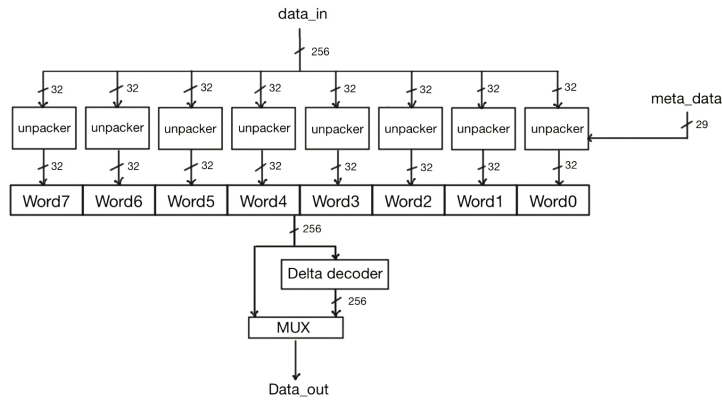 data_in
256
32 32 32 32 32 32 32 32
meta_data
unpacker unpacker unpacker unpacker unpacker unpacker unpacker unpacker
29
32 32 32 32 32 32 32 32
Word7 Word6 Word5 Word4 Word3 Word2 Word1 Word0
256
Delta decoder
256
MUX
Data_out